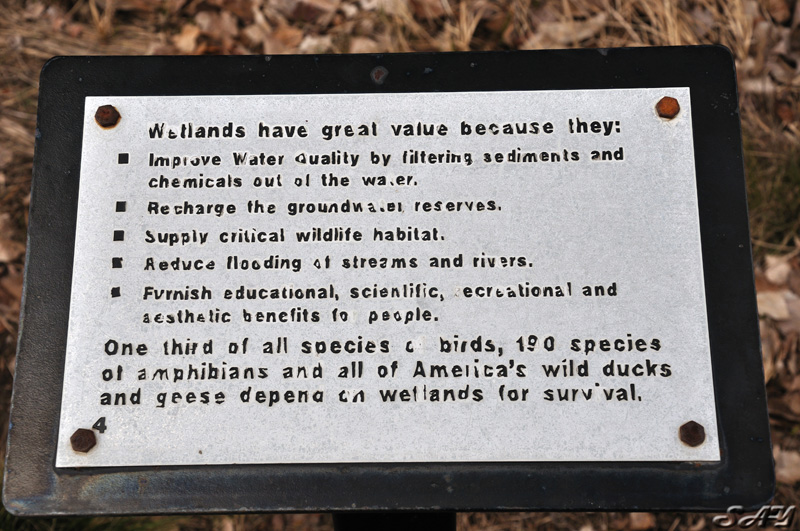 Wetlands have great value because they:
Improve Water Quality by filtering sediments and
chemicals out of the water.
Recharge the groundwater reserves.
Supply critical wildlife habitat.
Reduce flooding of streams and rivers.
Furnish educational, scientific, recreational and
aesthetic benefits for people.
One third of all species of birds, 190 species
of amphibians and all of America's wild ducks
and geese depend on wetlands for survival.
4
SAY